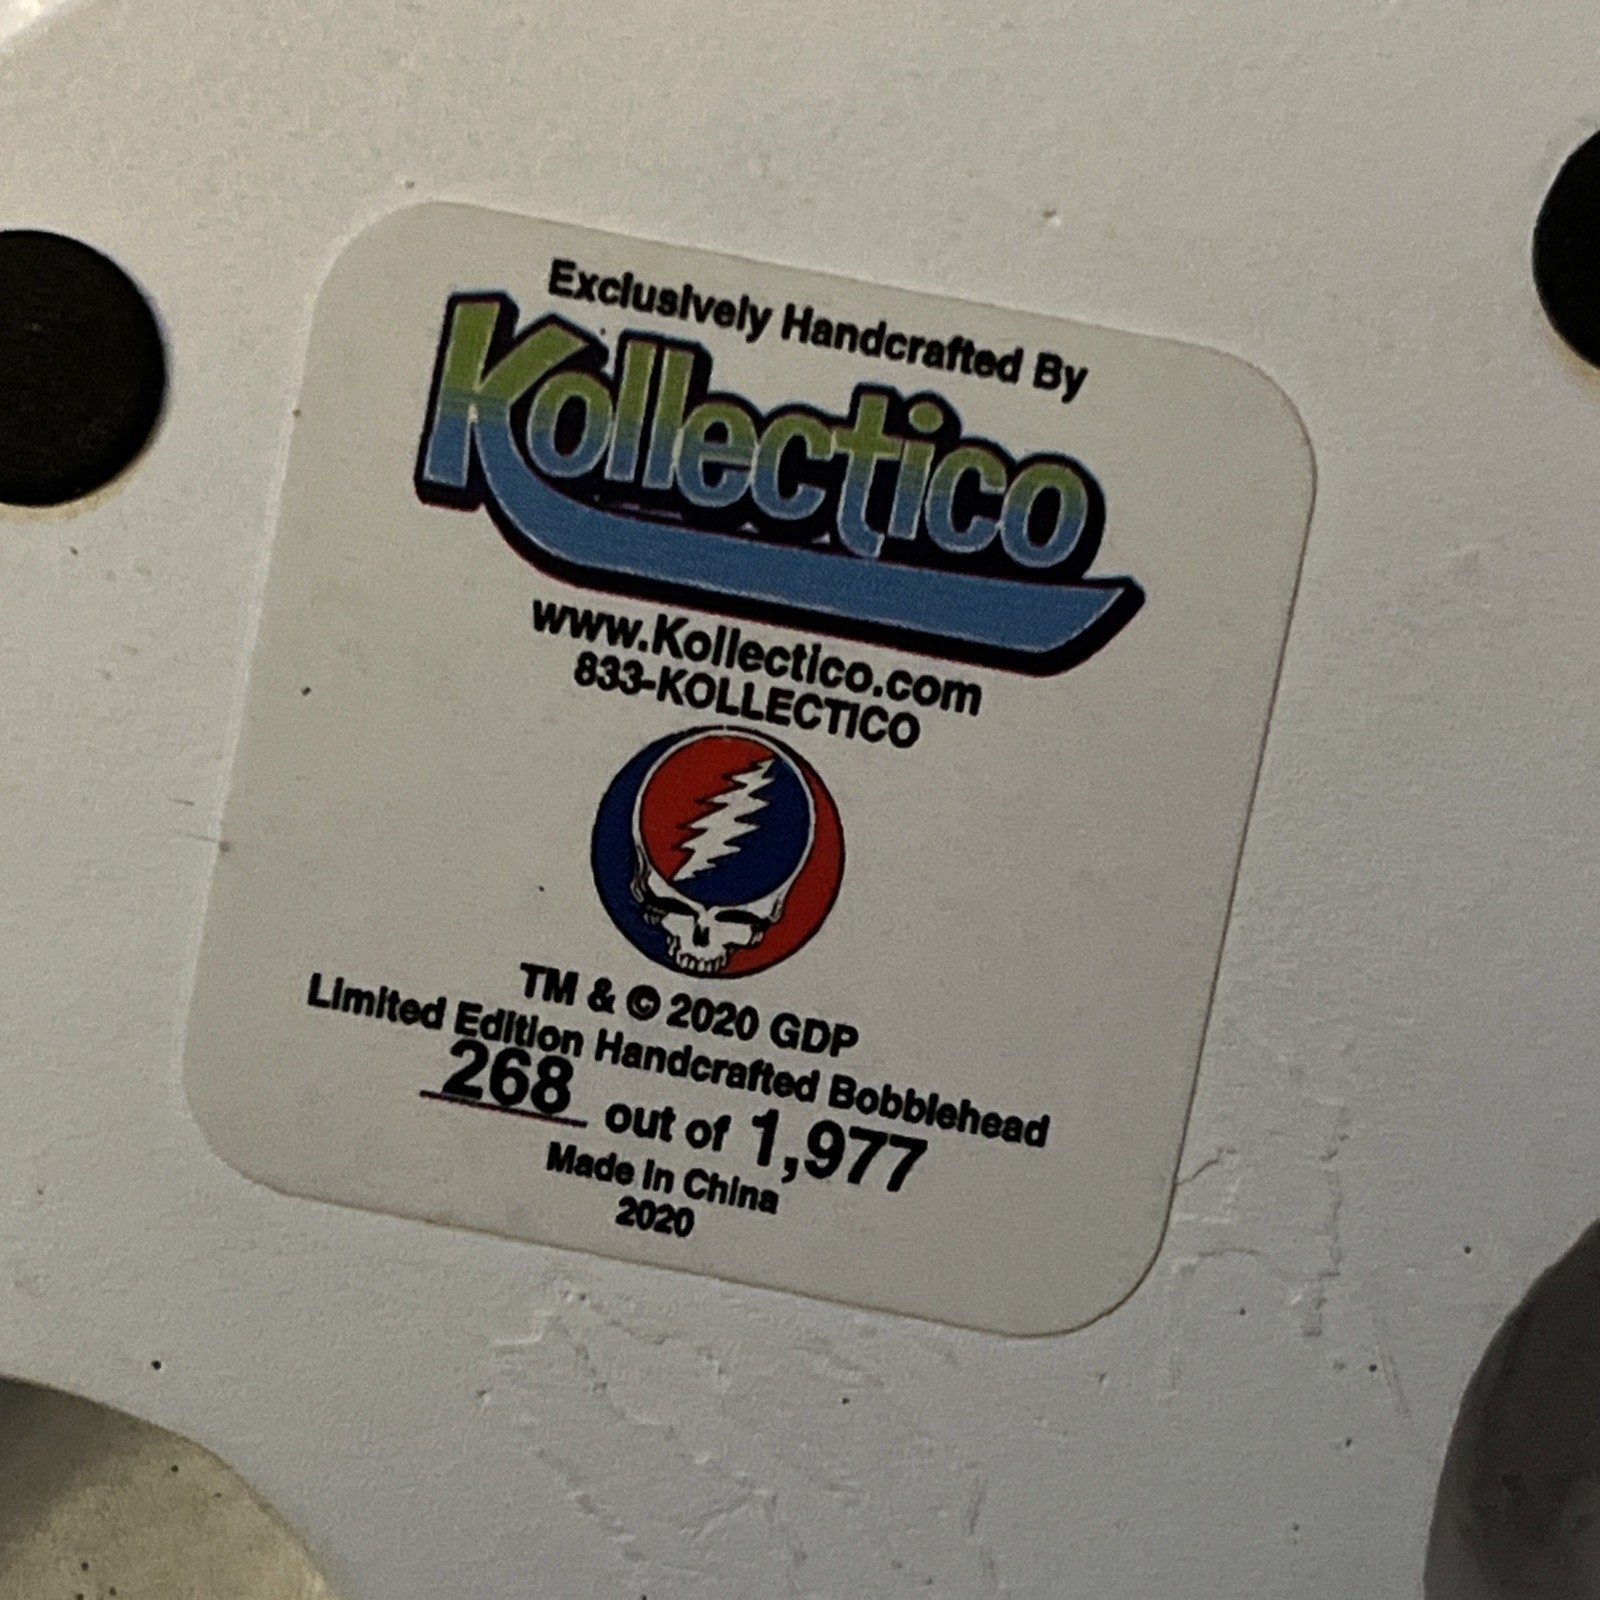 Exclusively Handcrafted By
Kollectico
www.Kollectico.com
833-KOLLECTICO
TM & © 2020 GDP
Limited Edition Handcrafted Bobblehead
268 out of 1,977
Made In China
2020